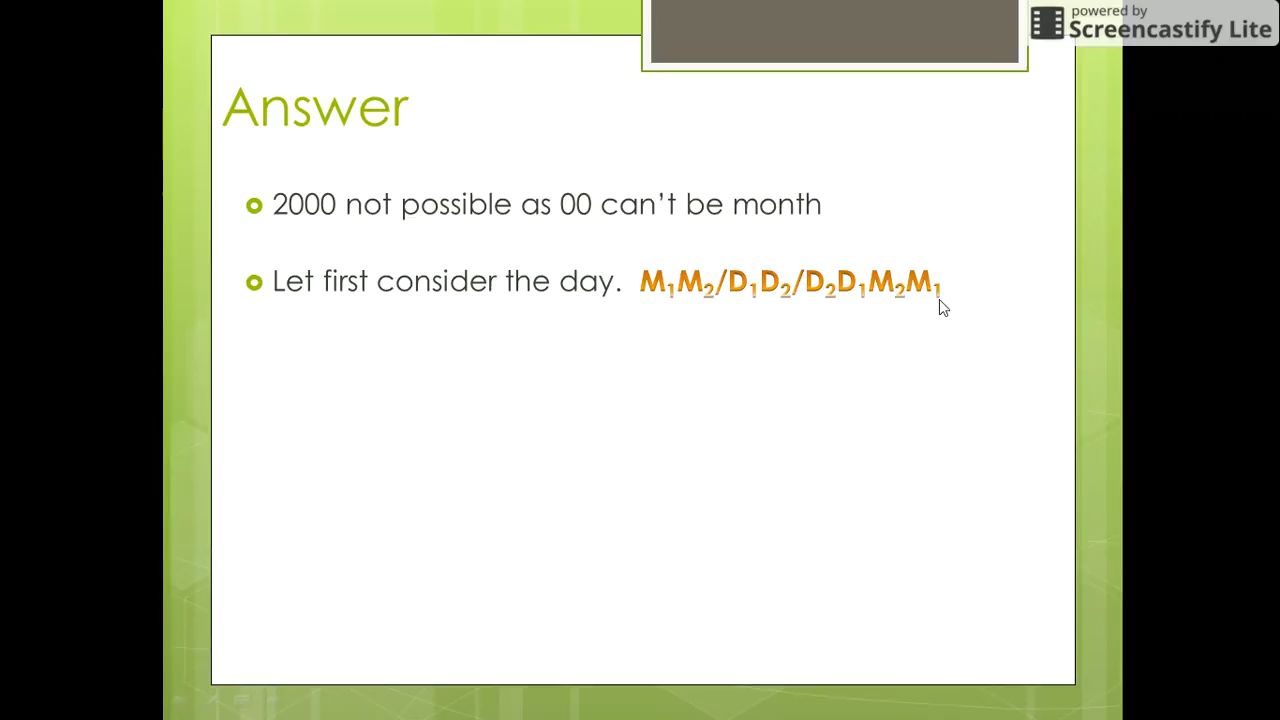 powered by
Screencastify Lite
Answer
2000 not possible as 00 can't be month
Let first consider the day. M₁M₂/D₁D₂/D₂D₁M₂M₁